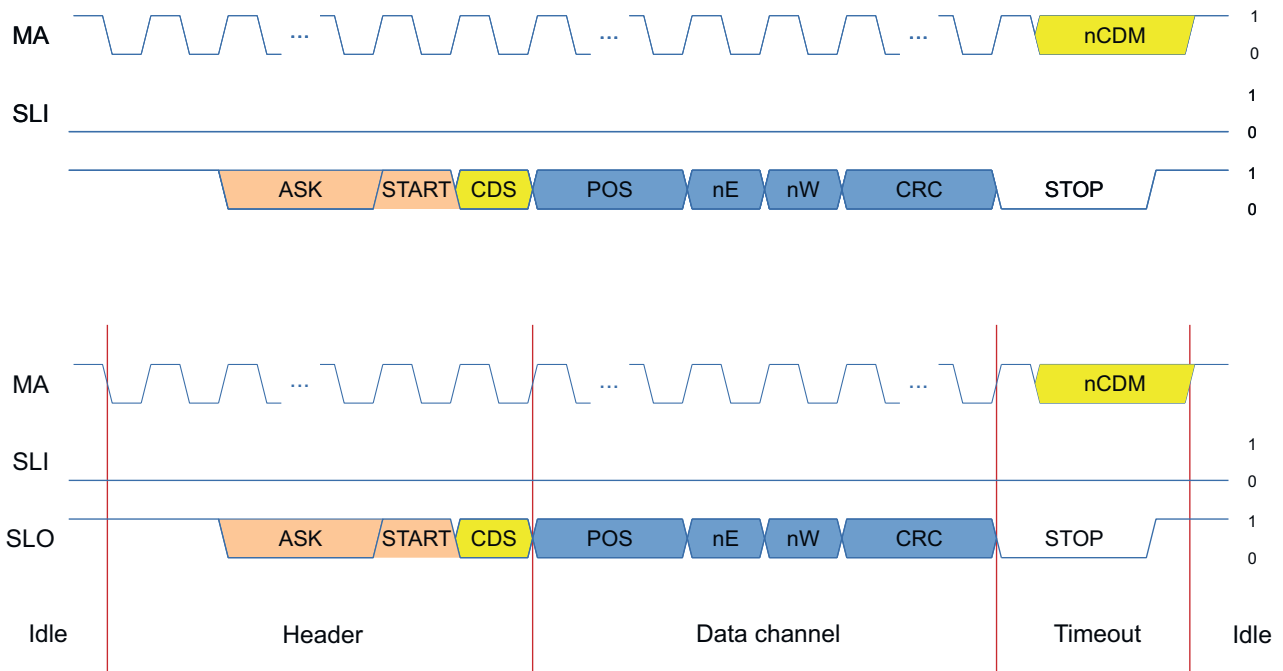 MA ... ... ... nCDM 1
0
SLI 1
0
ASK START CDS POS nE nW CRC STOP 1
0
MA ... ... ... nCDM
SLI 1
0
SLO ASK START CDS POS nE nW CRC STOP 1
0
Idle Header Data channel Timeout Idle